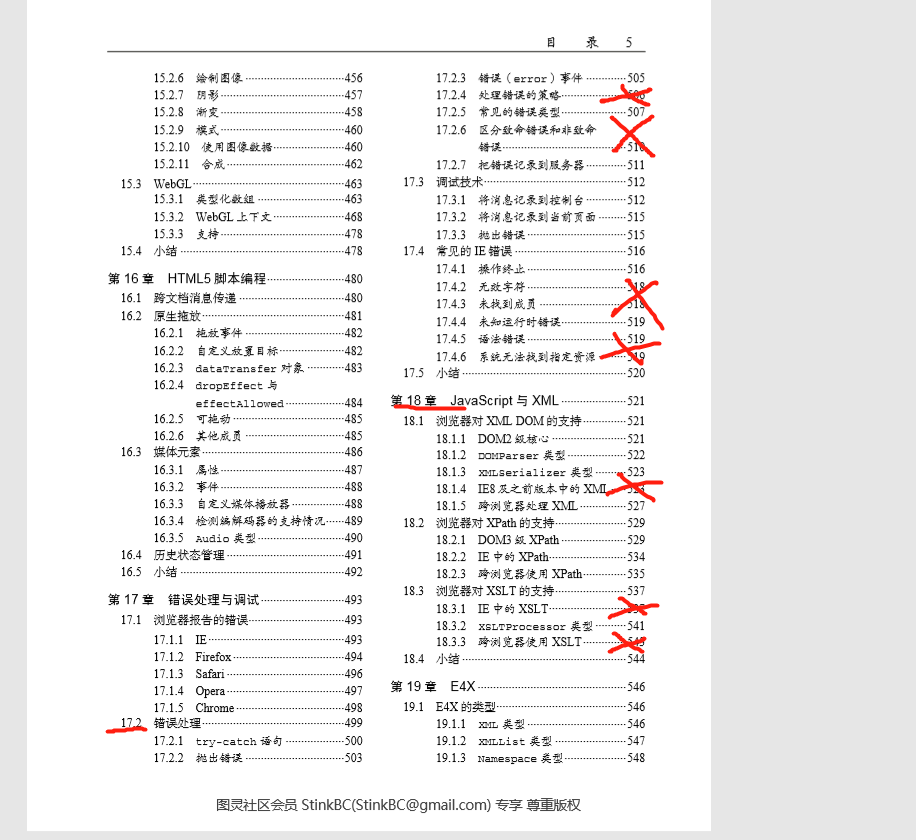 目 录 5
15.2.6 绘制图像 456
15.2.7 阴影 457
15.2.8 渐变 458
15.2.9 模式 460
15.2.10 使用图像数据 460
15.2.11 合成 462
15.3 WebGL 463
15.3.1 类型化数组 463
15.3.2 WebGL 上下文 468
15.3.3 支持 478
15.4 小结 478
第 16 章 HTML5 脚本编程 480
16.1 跨文档消息传递 480
16.2 原生拖放 481
16.2.1 拖放事件 482
16.2.2 自定义放置目标 482
16.2.3 dataTransfer 对象 483
16.2.4 dropEffect 与
effectAllowed 484
16.2.5 可拖动 485
16.2.6 其他成员 485
16.3 媒体元素 486
16.3.1 属性 487
16.3.2 事件 488
16.3.3 自定义媒体播放器 488
16.3.4 检测编解码器的支持情况 489
16.3.5 Audio 类型 490
16.4 历史状态管理 491
16.5 小结 492
第 17 章 错误处理与调试 493
17.1 浏览器报告的错误 493
17.1.1 IE 493
17.1.2 Firefox 494
17.1.3 Safari 496
17.1.4 Opera 497
17.1.5 Chrome 498
17.2 错误处理 499
17.2.1 try-catch 语句 500
17.2.2 抛出错误 503
17.2.3 错误（error）事件 505
17.2.4 处理错误的策略
17.2.5 常见的错误类型 507
17.2.6 区分致命错误和非致命
错误 510
17.2.7 把错误记录到服务器 511
17.3 调试技术 512
17.3.1 将消息记录到控制台 512
17.3.2 将消息记录到当前页面 515
17.3.3 抛出错误 515
17.4 常见的 IE 错误 516
17.4.1 操作终止 516
17.4.2 无效字符 518
17.4.3 未找到成员 518
17.4.4 未知运行时错误 519
17.4.5 语法错误 519
17.4.6 系统无法找到指定资源 519
17.5 小结 520
第 18 章 JavaScript 与 XML 521
18.1 浏览器对 XML DOM 的支持 521
18.1.1 DOM2 级核心 521
18.1.2 DOMParser 类型 522
18.1.3 XMLSerializer 类型 523
18.1.4 IE8 及之前版本中的 XML
18.1.5 跨浏览器处理 XML 527
18.2 浏览器对 XPath 的支持 529
18.2.1 DOM3 级 XPath 529
18.2.2 IE 中的 XPath 534
18.2.3 跨浏览器使用 XPath 535
18.3 浏览器对 XSLT 的支持 537
18.3.1 IE 中的 XSLT
18.3.2 XSLTProcessor 类型 541
18.3.3 跨浏览器使用 XSLT
18.4 小结 544
第 19 章 E4X 546
19.1 E4X 的类型 546
19.1.1 XML 类型 546
19.1.2 XMLList 类型 547
19.1.3 Namespace 类型 548
图灵社区会员 StinkBC(StinkBC@gmail.com) 专享 尊重版权